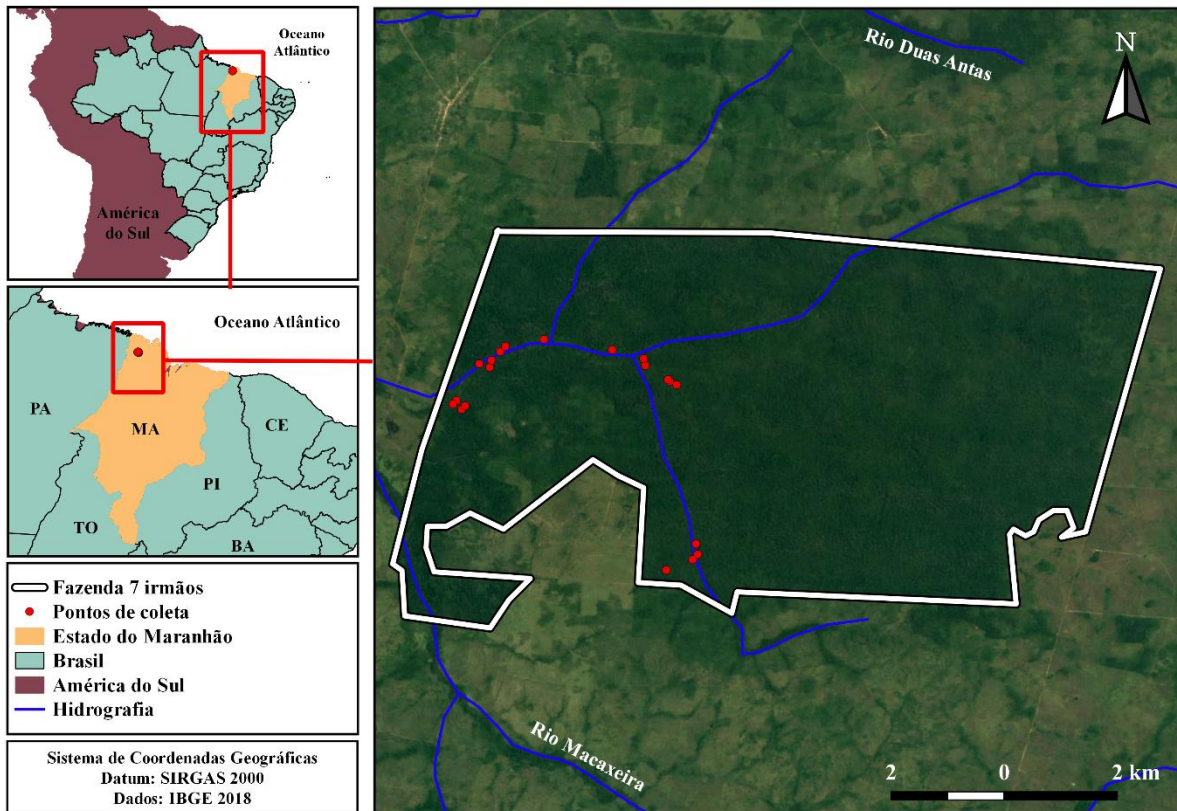 Oceano
Atlântico
América
do Sul
Oceano Atlântico
PA
MA
CE
PI
TO
BA
Fazenda 7 irmãos
Pontos de coleta
Estado do Maranhão
Brasil
América do Sul
Hidrografia
Sistema de Coordenadas Geográficas
Datum: SIRGAS 2000
Dados: IBGE 2018
Rio Duas Antas
N
Rio Macaxeira
2 0 2 km